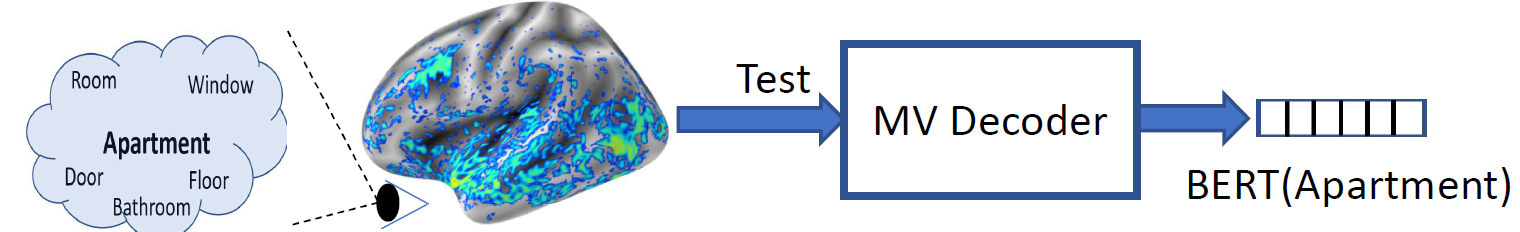 Room
Window
Apartment
Door
Floor
Bathroom
Test
MV Decoder
BERT(Apartment)